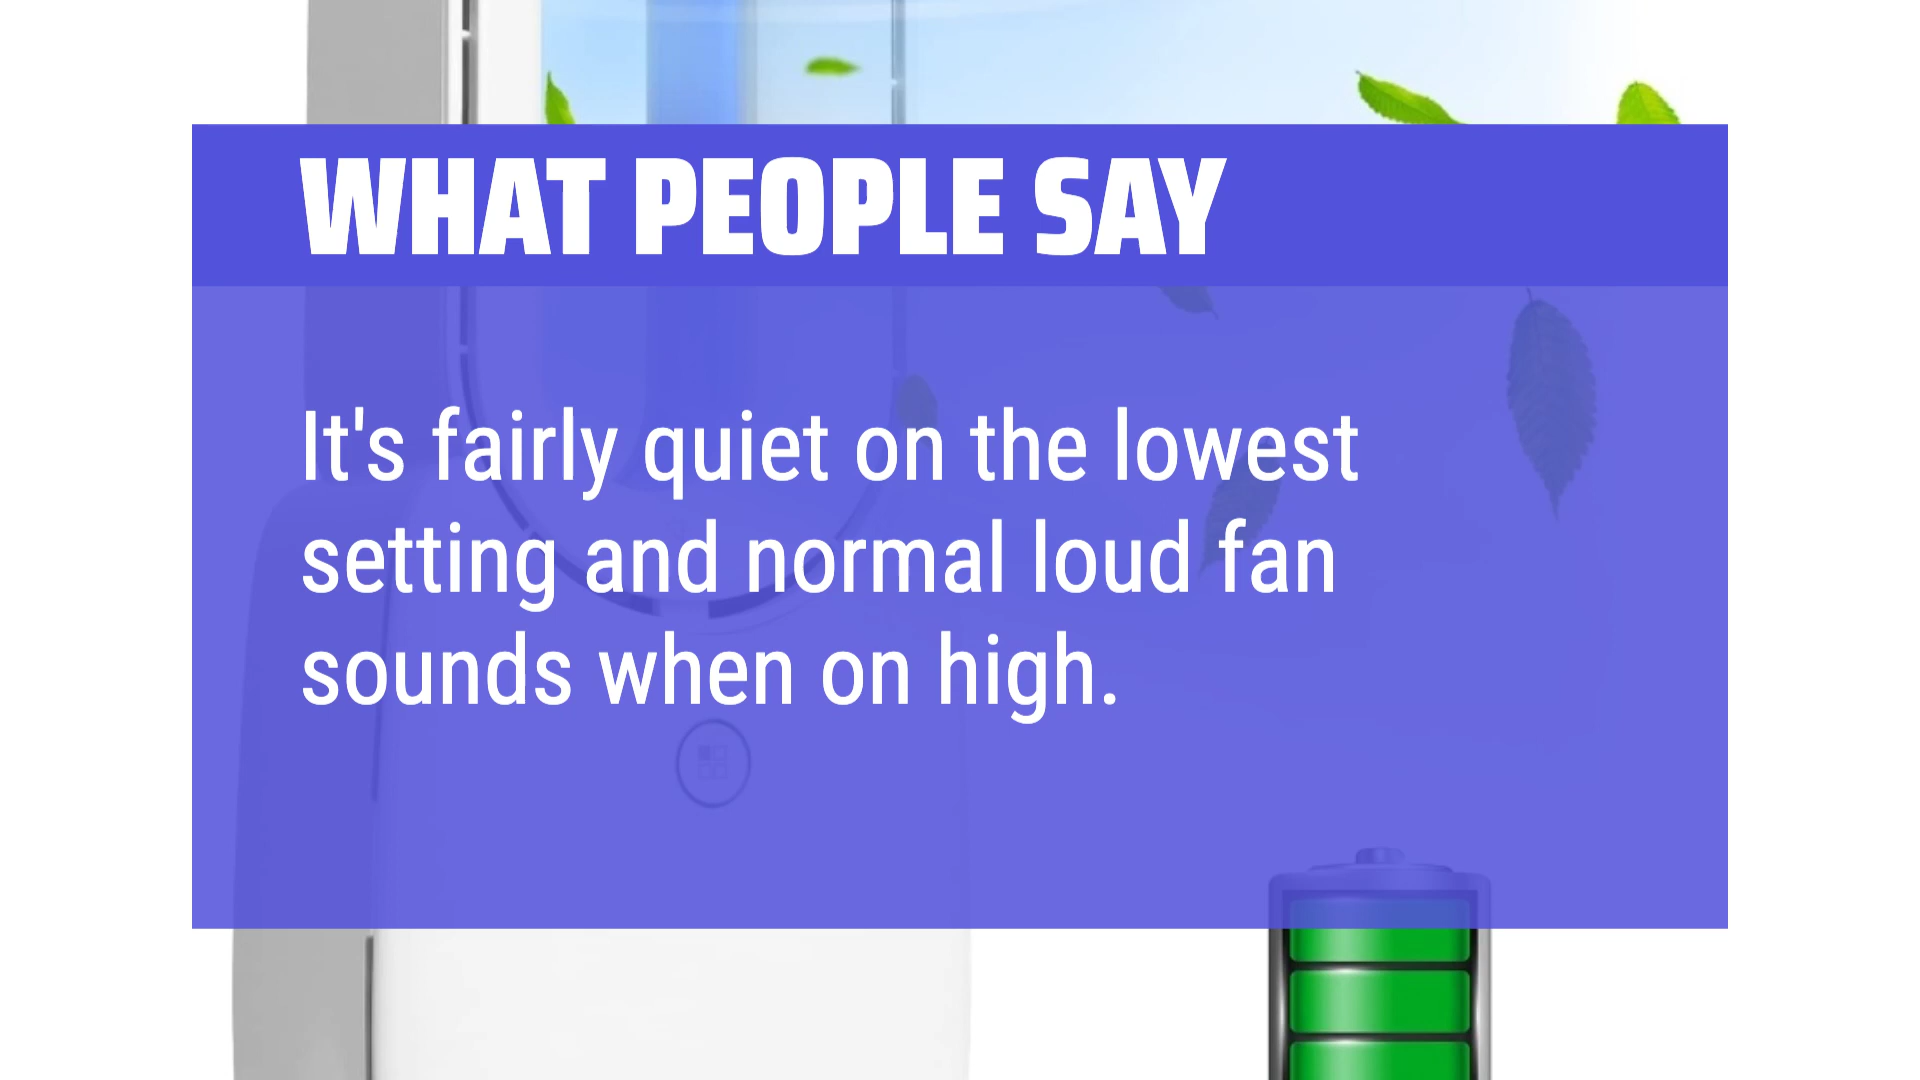 WHAT PEOPLE SAY
It's fairly quiet on the lowest
setting and normal loud fan
sounds when on high.